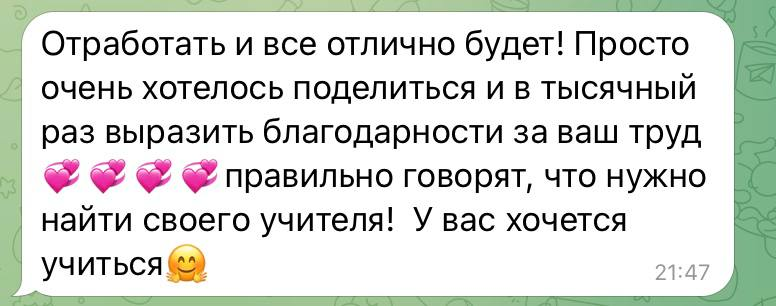 Отработать и все отлично будет! Просто
очень хотелось поделиться и в тысячный
раз выразить благодарности за ваш труд
💞 💞 💞 💞 правильно говорят, что нужно
найти своего учителя!  У вас хочется
учиться🤗
21:47